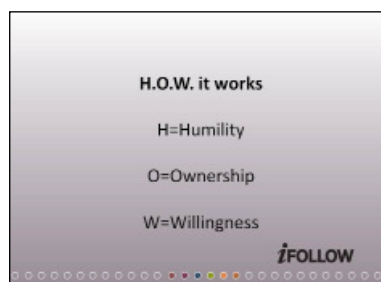 H.O.W. it works
H=Humility
O=Ownership
W=Willingness
iFOLLOW